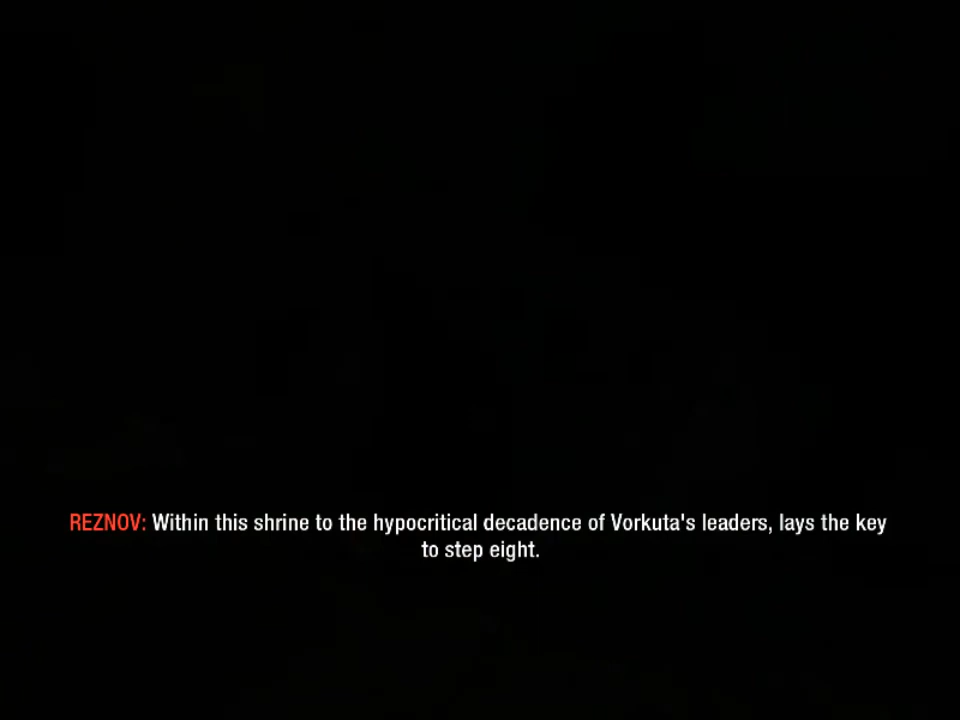 REZNOV: Within this shrine to the hypocritical decadence of Vorkuta's leaders, lays the key
to step eight.